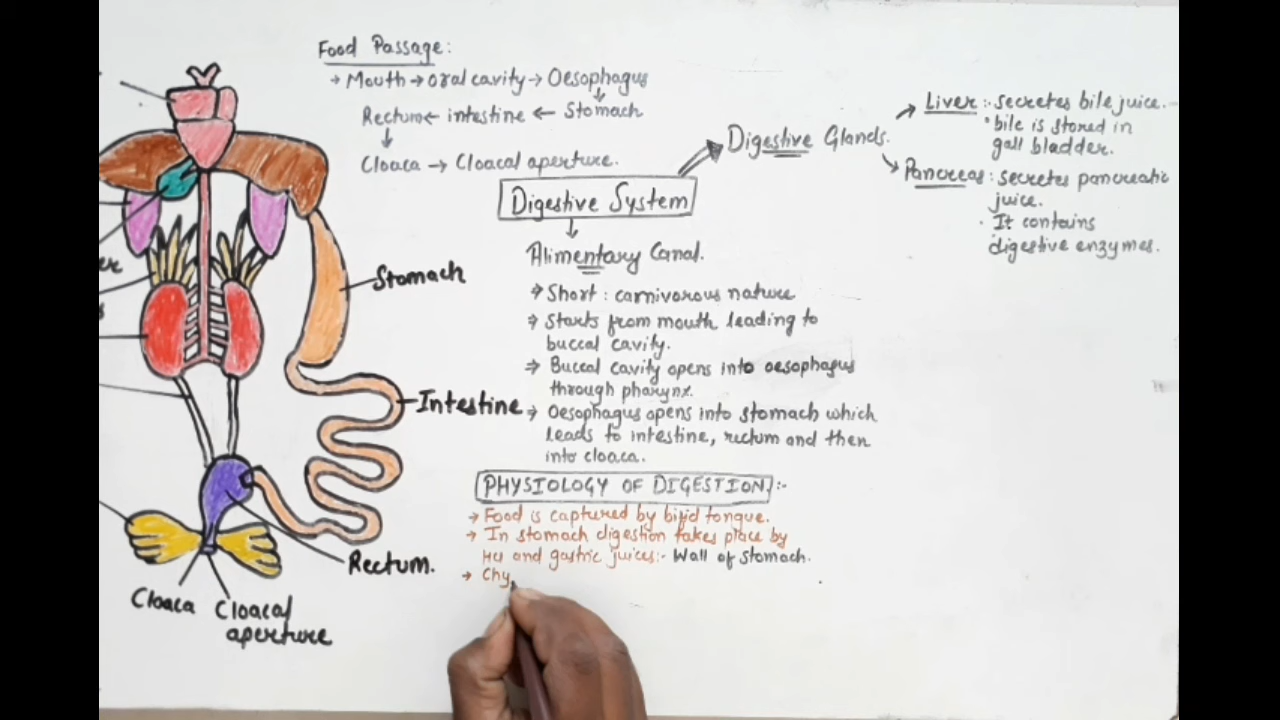 Food Passage:
→ Mouth → oral cavity → Oesophagus
Rectum ← intestine ← Stomach
Cloaca → Cloacal aperture.
Digestive Glands.
Liver :- secretes bile juice.
• bile is stored in
gall bladder.
Pancreas : secretes pancreatic
juice.
• It contains
digestive enzymes.
Digestive System
Alimentary Canal.
→ Short : carnivorous nature
→ Starts from mouth leading to
buccal cavity.
→ Buccal cavity opens into oesophagus
through pharynx.
→ Oesophagus opens into stomach which
leads to intestine, rectum and then
into cloaca.
PHYSIOLOGY OF DIGESTION :-
→ Food is captured by bifid tongue.
→ In stomach digestion takes place by
HCl and gastric juices:- Wall of stomach.
→ Chy
Stomach
Intestine
Rectum.
Cloaca
Cloacal
aperture